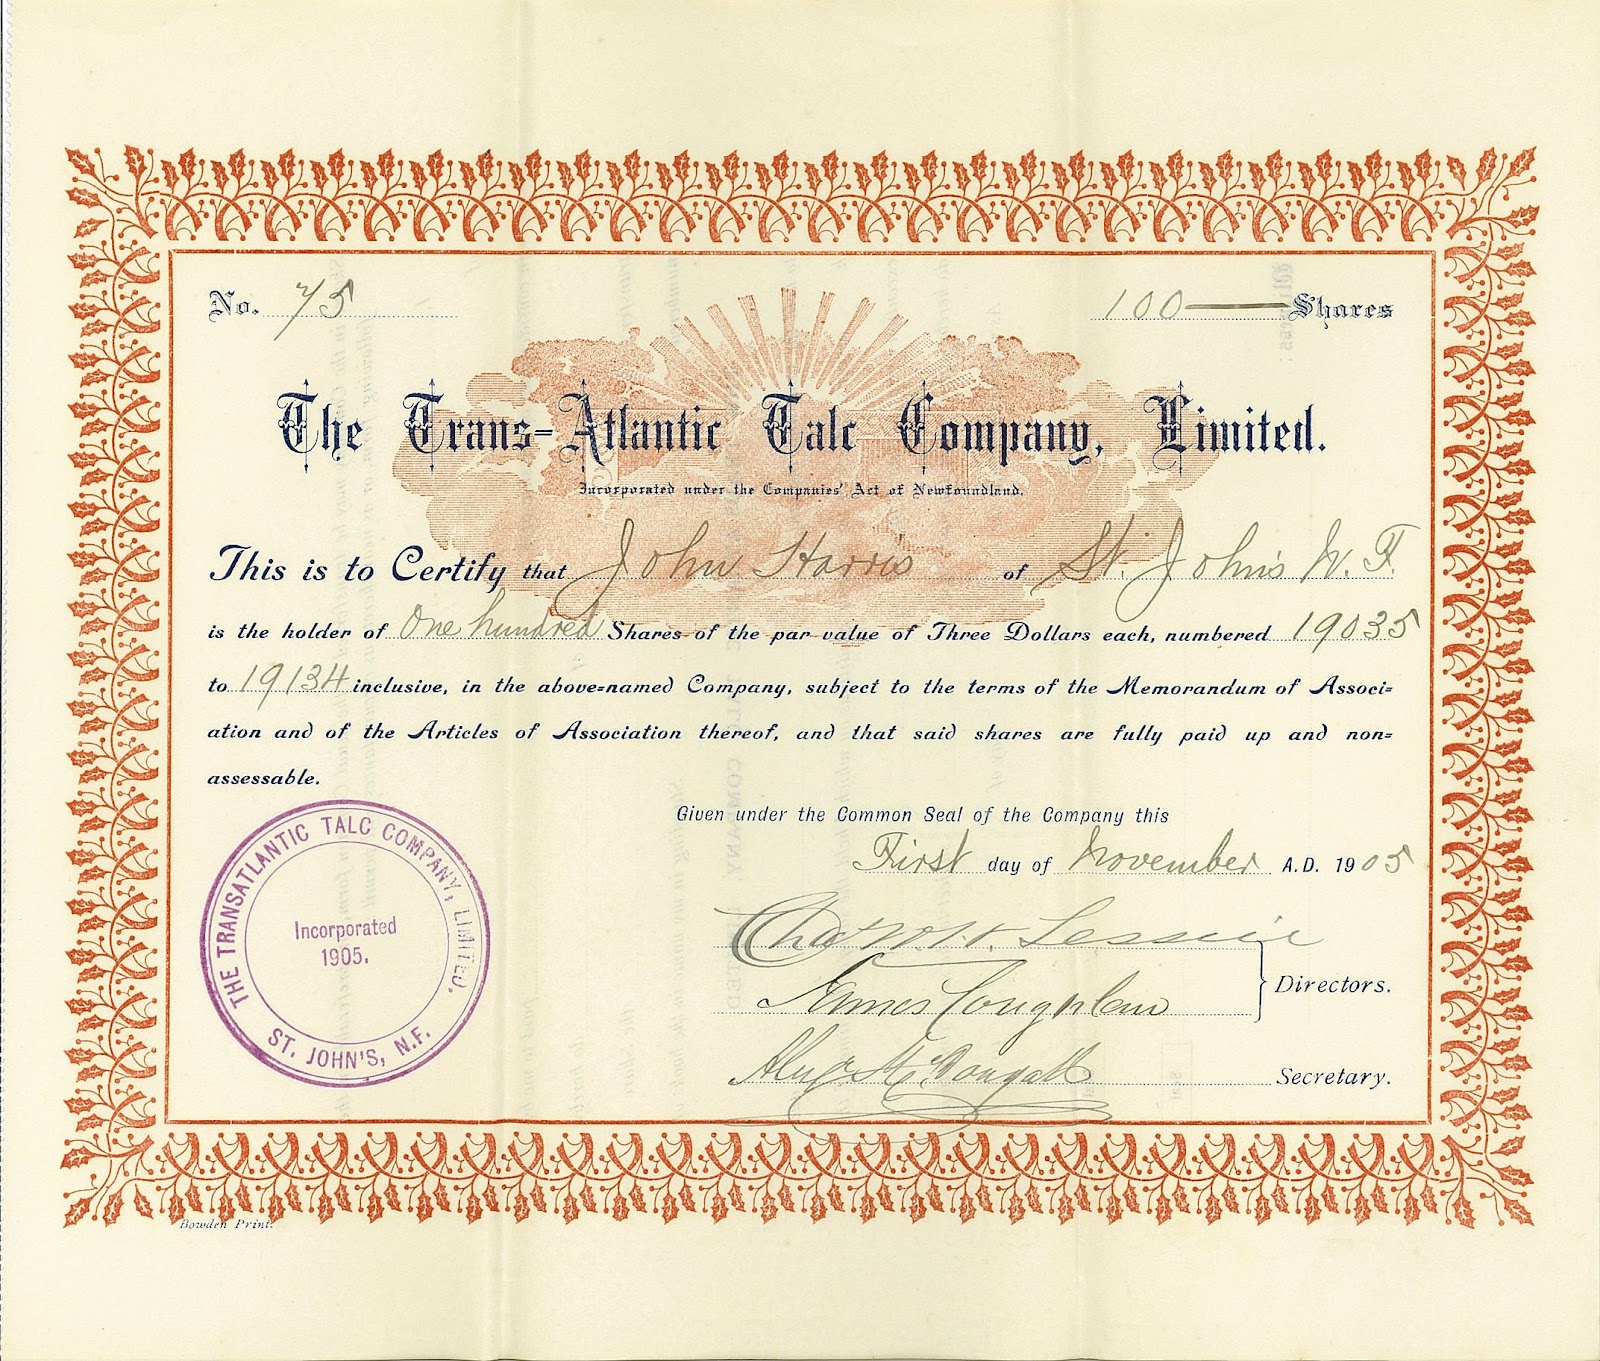 No. 75 100 Shares
The Trans-Atlantic Talc Company, Limited.
Incorporated under the Companies' Act of Newfoundland.
This is to Certify that John Harris of St. John's N. F.
is the holder of One hundred Shares of the par value of Three Dollars each, numbered 19035
to 19134 inclusive, in the above-named Company, subject to the terms of the Memorandum of Associ-
ation and of the Articles of Association thereof, and that said shares are fully paid up and non-
assessable.
Given under the Common Seal of the Company this
First day of November A.D. 1905
THE TRANSATLANTIC TALC COMPANY, LIMITED.
Incorporated
1905.
ST. JOHN'S, N.F.
James Coughlan
Directors.
McDougall
Secretary.
Bowden Print.